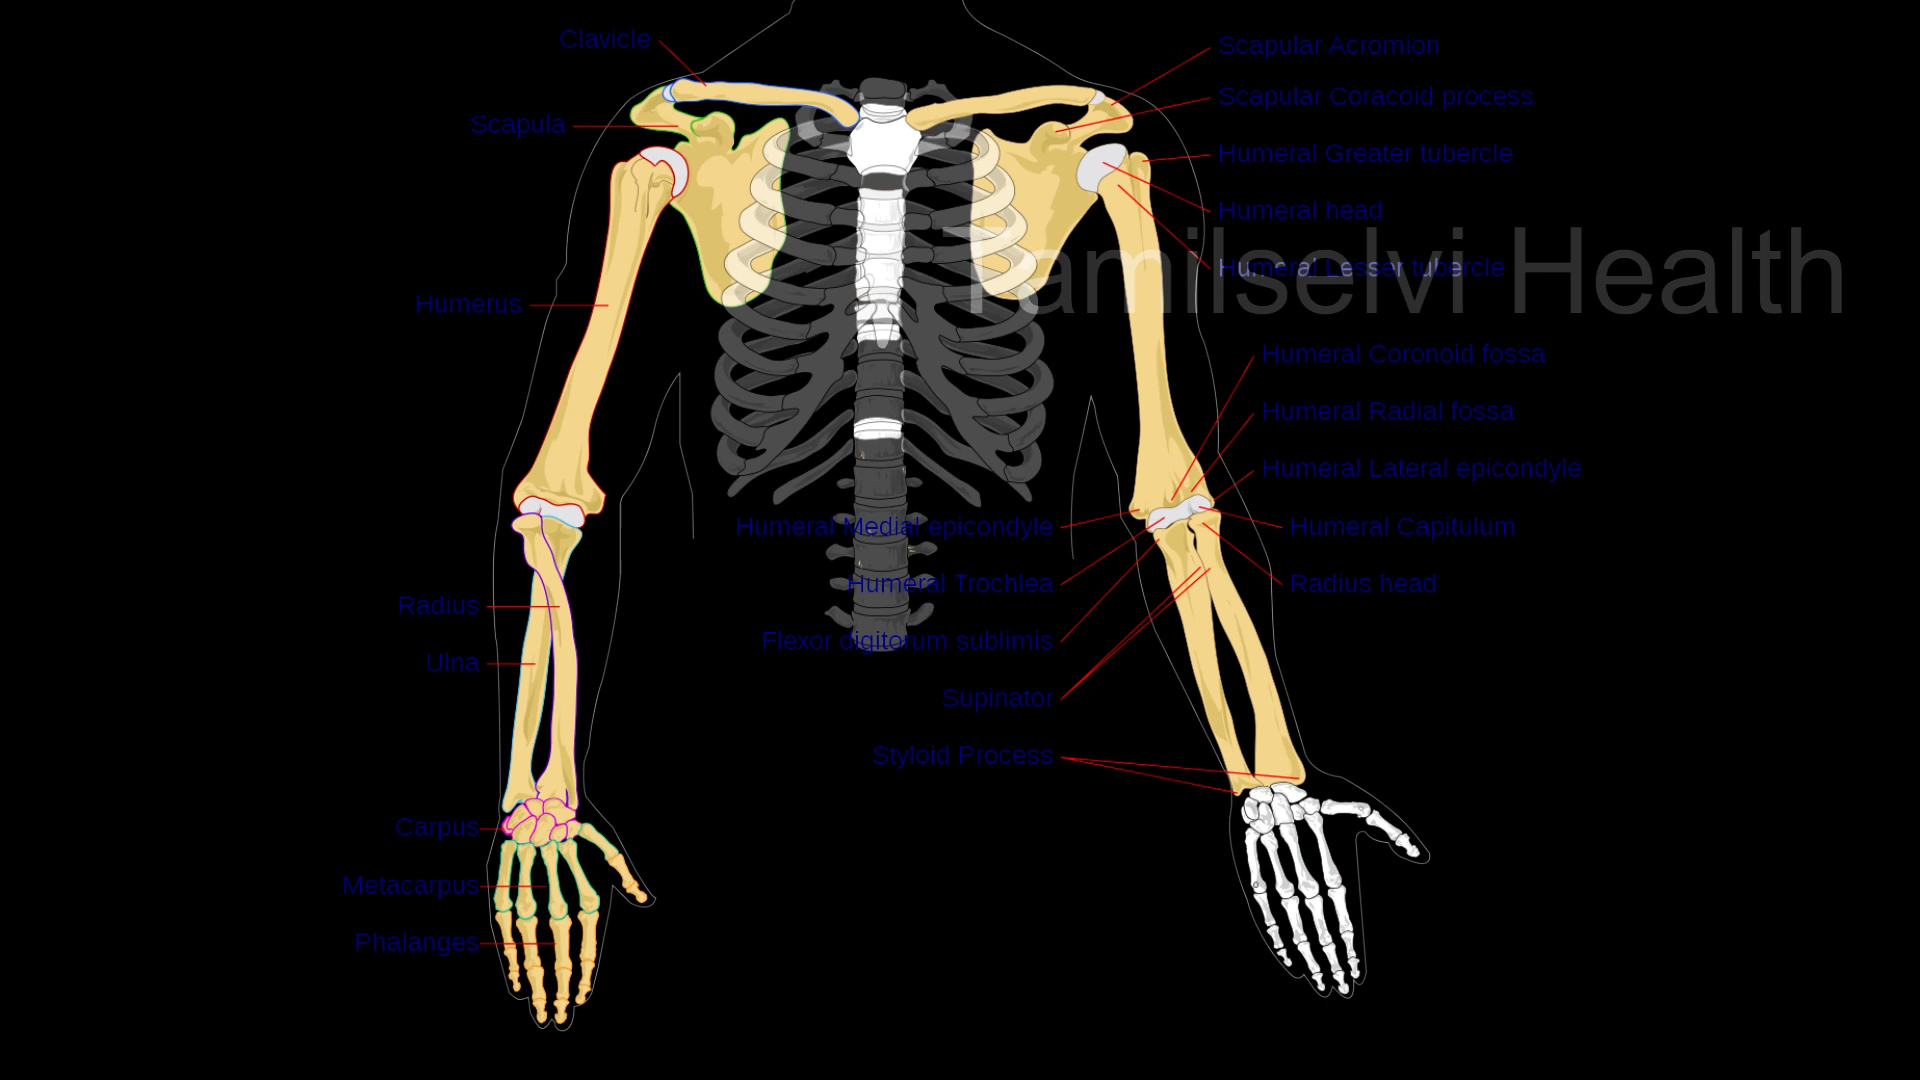 Clavicle
Scapular Acromion
Scapular Coracoid process
Scapula
Humeral Greater tubercle
Humeral head
Tamilselvi Health
Humeral Lesser tubercle
Humerus
Humeral Coronoid fossa
Humeral Radial fossa
Humeral Lateral epicondyle
Humeral Medial epicondyle
Humeral Capitulum
Humeral Trochlea
Radius head
Radius
Flexor digitorum sublimis
Ulna
Supinator
Styloid Process
Carpus
Metacarpus
Phalanges